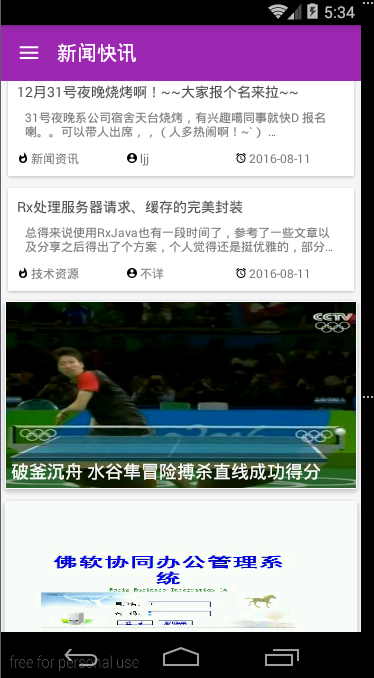 5:34
新闻快讯
12月31号夜晚烧烤啊！~~大家报个名来拉~~
31号夜晚系公司宿舍天台烧烤，有兴趣噶同事就快D 报名
喇。。可以带人出席，，（人多热闹啊！~`）...
新闻资讯 ljj 2016-08-11
Rx处理服务器请求、缓存的完美封装
总得来说使用RxJava也有一段时间了，参考了一些文章以
及分享之后得出了个方案，个人觉得还是挺优雅的，部分...
技术资源 不详 2016-08-11
CCTV
破釜沉舟 水谷隼冒险搏杀直线成功得分
佛软协同办公管理系
统
free for personal use